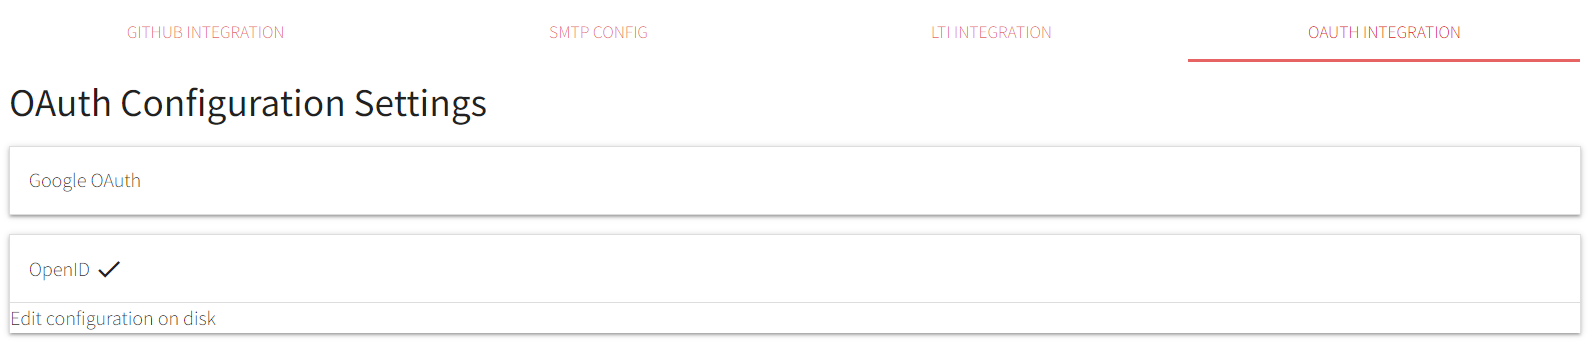 GITHUB INTEGRATION SMTP CONFIG LTI INTEGRATION OAUTH INTEGRATION
OAuth Configuration Settings
Google OAuth
OpenID
Edit configuration on disk